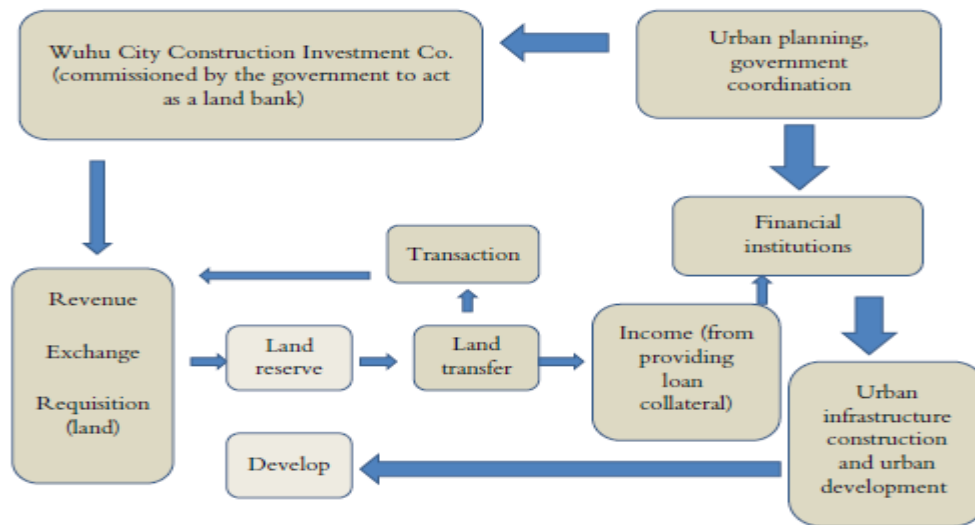 Wuhu City Construction Investment Co.
(commissioned by the government to act
as a land bank)
Urban planning,
government
coordination
Financial
institutions
Transaction
Revenue
Exchange
Requisition
(land)
Land
reserve
Land
transfer
Income (from
providing
loan
collateral)
Urban
infrastructure
construction
and urban
development
Develop